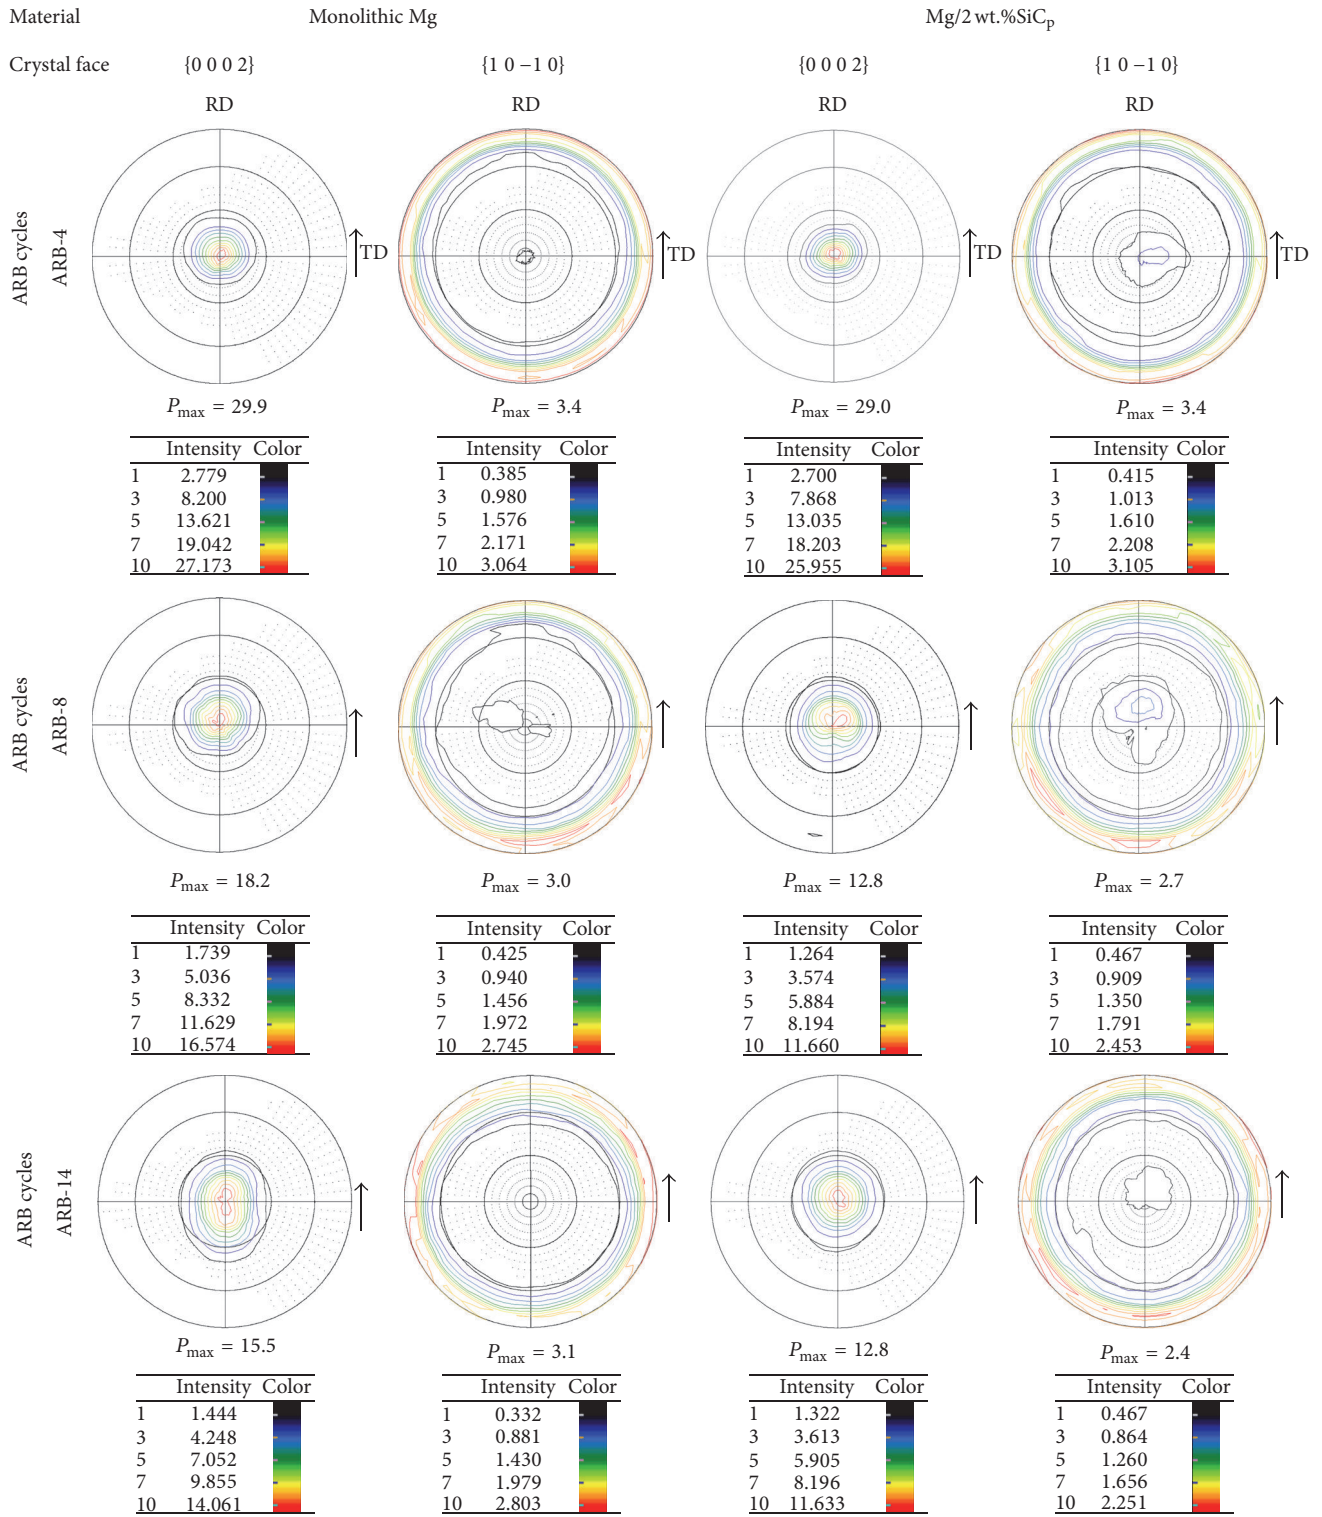 Material Monolithic Mg Mg/2 wt.%SiCp
Crystal face {0 0 0 2} {1 0 −1 0} {0 0 0 2} {1 0 −1 0}
RD RD RD RD
ARB cycles
ARB-4
TD TD TD TD
Pmax = 29.9 Pmax = 3.4 Pmax = 29.0 Pmax = 3.4
Intensity Color Intensity Color Intensity Color Intensity Color
1 2.779 1 0.385 1 2.700 1 0.415
3 8.200 3 0.980 3 7.868 3 1.013
5 13.621 5 1.576 5 13.035 5 1.610
7 19.042 7 2.171 7 18.203 7 2.208
10 27.173 10 3.064 10 25.955 10 3.105
ARB cycles
ARB-8
Pmax = 18.2 Pmax = 3.0 Pmax = 12.8 Pmax = 2.7
Intensity Color Intensity Color Intensity Color Intensity Color
1 1.739 1 0.425 1 1.264 1 0.467
3 5.036 3 0.940 3 3.574 3 0.909
5 8.332 5 1.456 5 5.884 5 1.350
7 11.629 7 1.972 7 8.194 7 1.791
10 16.574 10 2.745 10 11.660 10 2.453
ARB cycles
ARB-14
Pmax = 15.5 Pmax = 3.1 Pmax = 12.8 Pmax = 2.4
Intensity Color Intensity Color Intensity Color Intensity Color
1 1.444 1 0.332 1 1.322 1 0.467
3 4.248 3 0.881 3 3.613 3 0.864
5 7.052 5 1.430 5 5.905 5 1.260
7 9.855 7 1.979 7 8.196 7 1.656
10 14.061 10 2.803 10 11.633 10 2.251